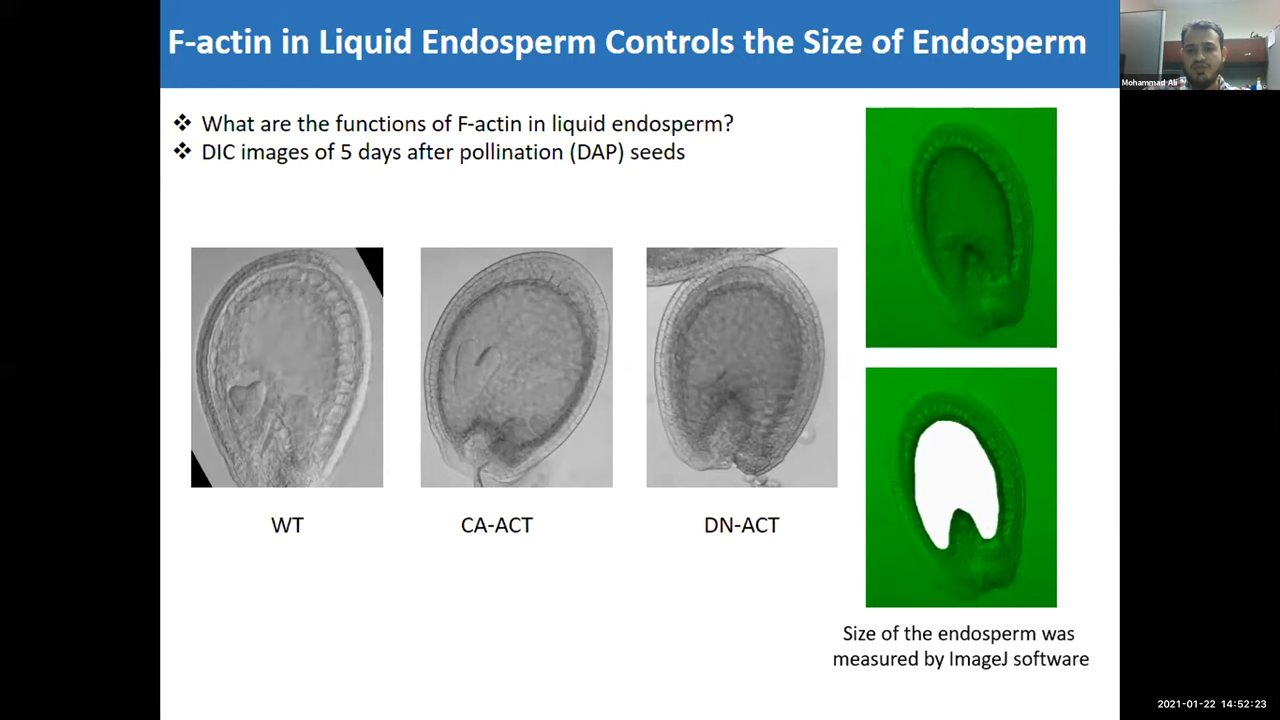 F-actin in Liquid Endosperm Controls the Size of Endosperm
Mohammad Ali
❖ What are the functions of F-actin in liquid endosperm?
❖ DIC images of 5 days after pollination (DAP) seeds
WT
CA-ACT
DN-ACT
Size of the endosperm was
measured by ImageJ software
2021-01-22 14:52:23